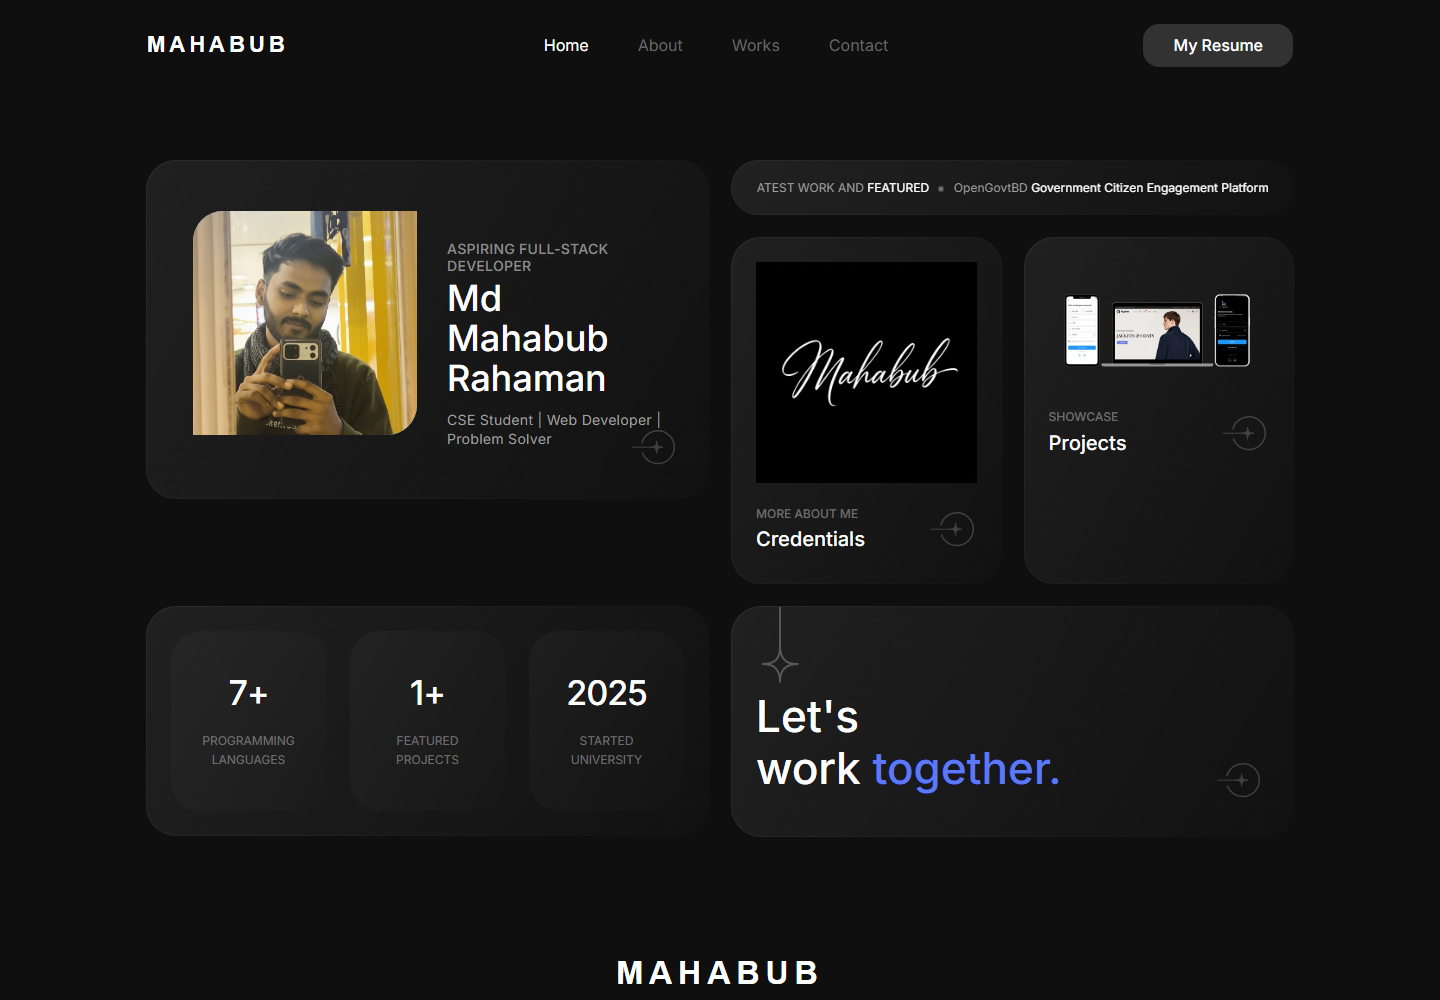 MAHABUB
Home
About
Works
Contact
My Resume
ASPIRING FULL-STACK
DEVELOPER
Md
Mahabub
Rahaman
CSE Student | Web Developer |
Problem Solver
ATEST WORK AND FEATURED
OpenGovtBD Government Citizen Engagement Platform
Mahabub
MORE ABOUT ME
Credentials
SHOWCASE
Projects
7+
PROGRAMMING
LANGUAGES
1+
FEATURED
PROJECTS
2025
STARTED
UNIVERSITY
Let's
work together.
MAHABUB